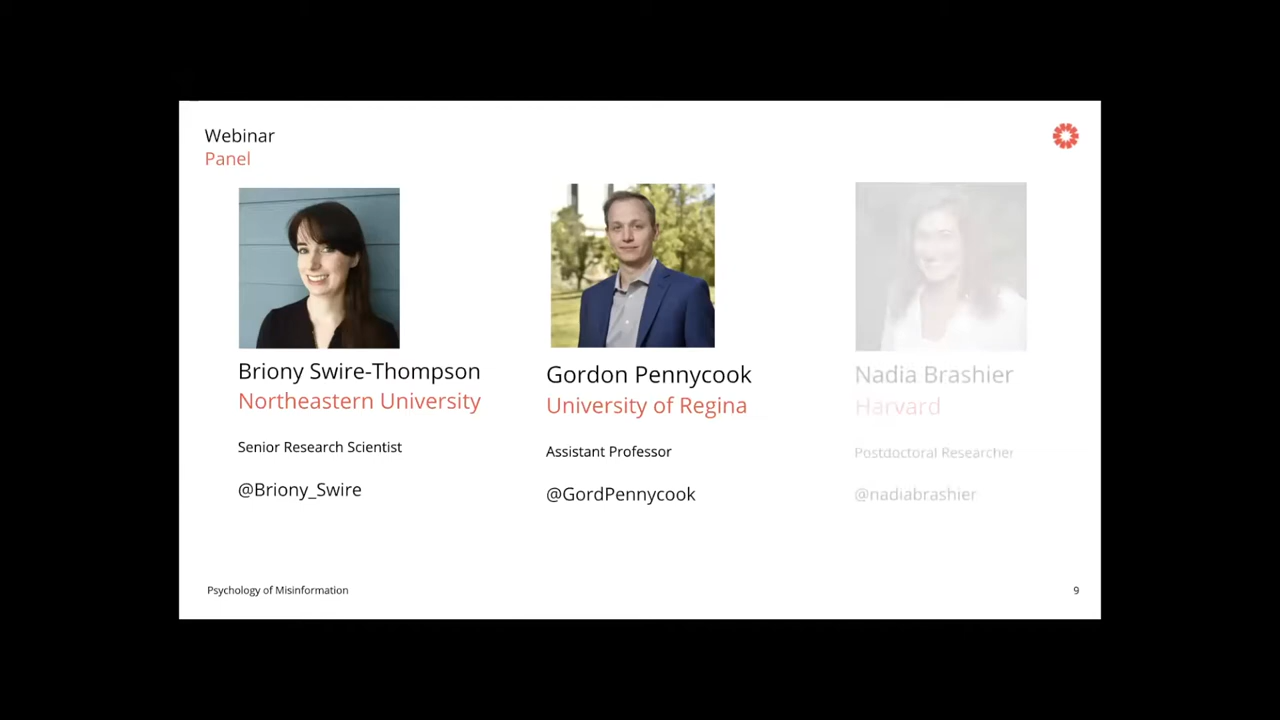 Webinar
Panel
Briony Swire-Thompson
Northeastern University
Senior Research Scientist
@Briony_Swire
Gordon Pennycook
University of Regina
Assistant Professor
@GordPennycook
Nadia Brashier
Harvard
Postdoctoral Researcher
@nadiabrashier
Psychology of Misinformation
9